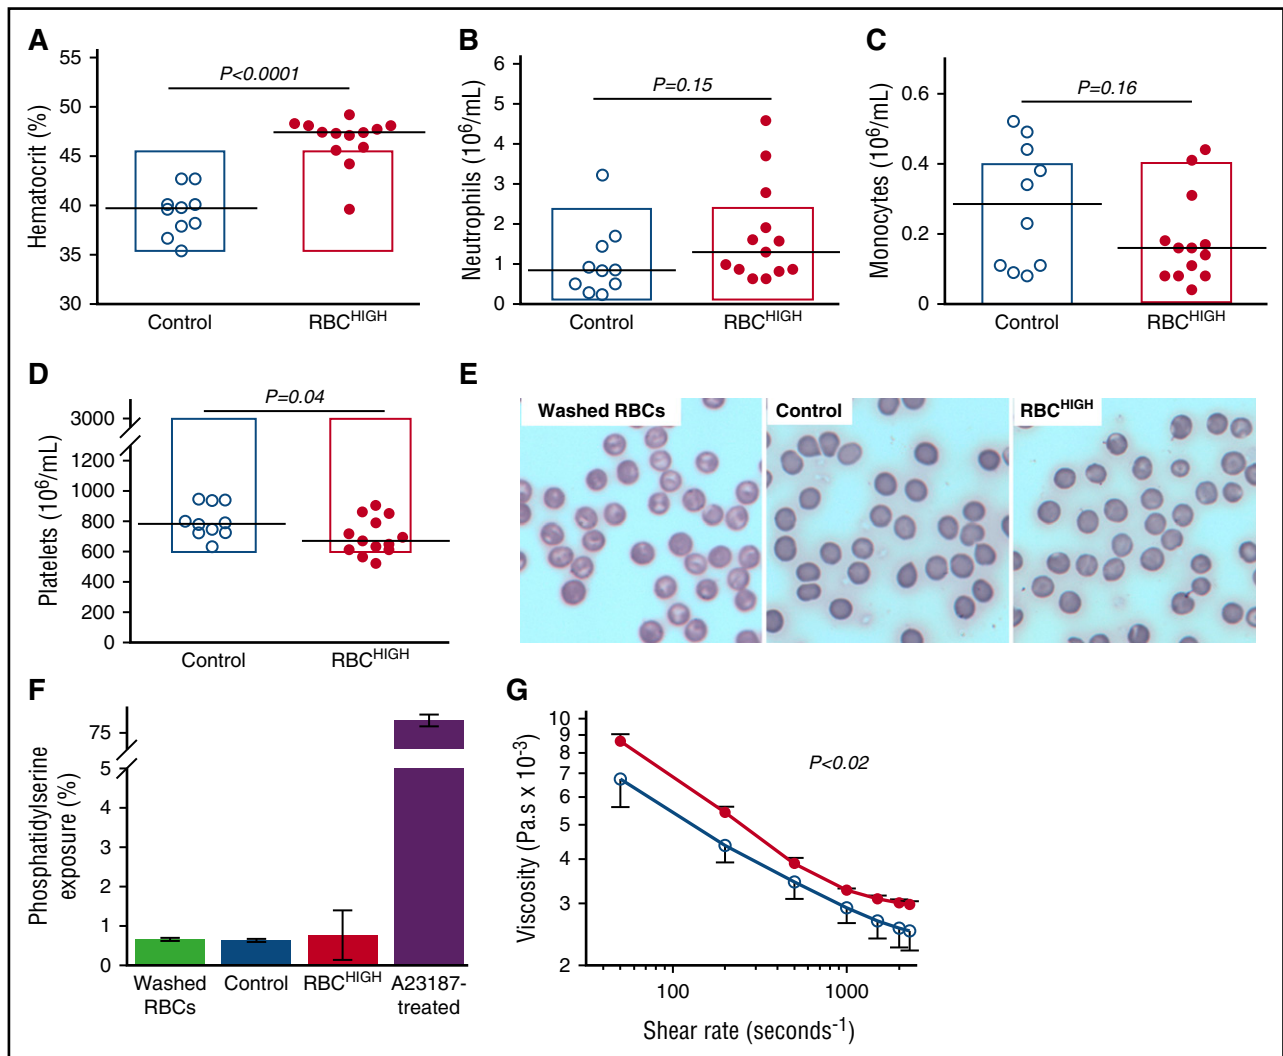 A
Hematocrit (%)
55
50
45
40
35
30
P<0.0001
Control
RBC^HIGH
B
Neutrophils (10^6/mL)
6
5
4
3
2
1
0
P=0.15
Control
RBC^HIGH
C
Monocytes (10^6/mL)
0.6
0.4
0.2
0
P=0.16
Control
RBC^HIGH
D
Platelets (10^6/mL)
3000
1200
1000
800
600
400
200
0
P=0.04
Control
RBC^HIGH
E
Washed RBCs
Control
RBC^HIGH
F
Phosphatidylserine
exposure (%)
75
5
4
3
2
1
0
Washed
RBCs
Control
RBC^HIGH
A23187-
treated
G
Viscosity (Pa.s x 10^-3)
10
9
8
7
6
5
4
3
2
P<0.02
100
1000
Shear rate (seconds^-1)